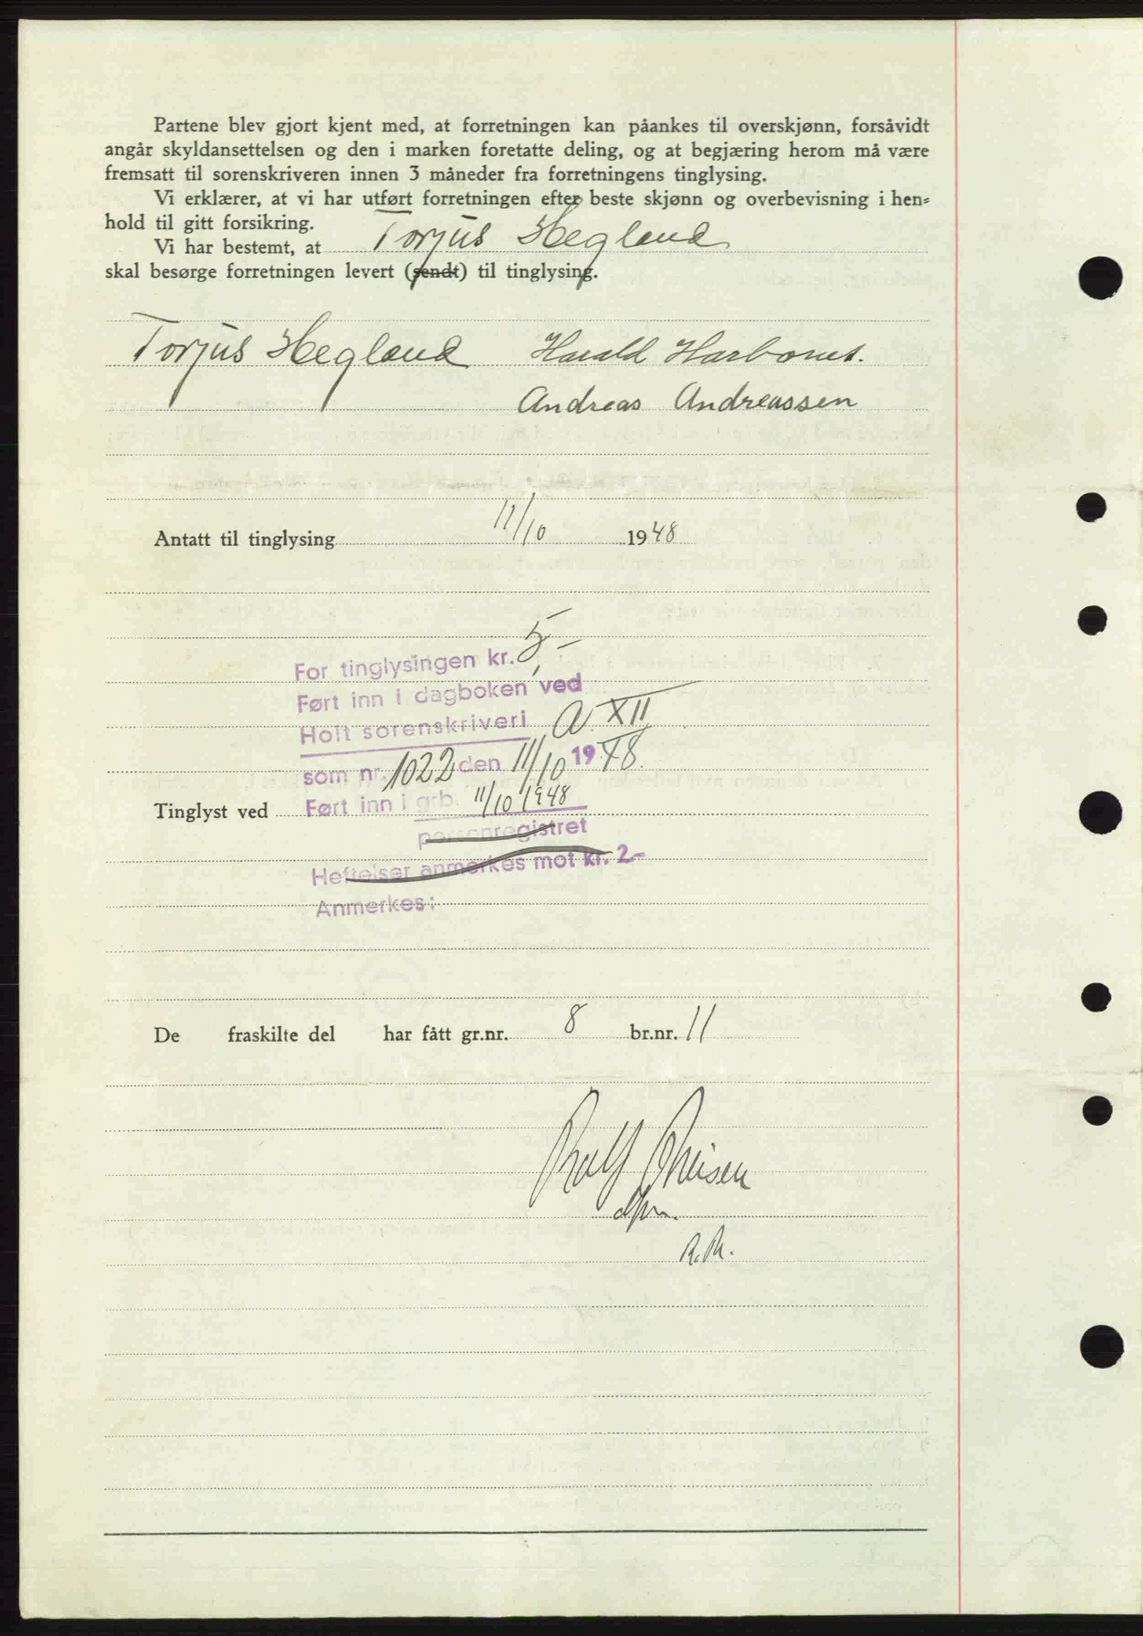 Partene blev gjort kjent med, at forretningen kan påankes til overskjønn, forsåvidt
angår skyldansettelsen og den i marken foretatte deling, og at begjæring herom må være
fremsatt til sorenskriveren innen 3 måneder fra forretningens tinglysing.
Vi erklærer, at vi har utført forretningen efter beste skjønn og overbevisning i hen-
hold til gitt forsikring.
Vi har bestemt, at Torjus Hegland
skal besørge forretningen levert (sendt) til tinglysing.
Torjus Hegland Harald
Andreas Andreassen
Antatt til tinglysing 11/10 1948
For tinglysingen kr. 5,-
Ført inn i dagboken ved
Holt sorenskriveri A XII
som nr. 1022 den 11/10 1948.
Tinglyst ved Ført inn i grb. 11/10 1948
personregistret
Heftelser anmerkes mot kr. 2.-
Anmerkes:
De fraskilte del har fått gr.nr. 8 br.nr. 11